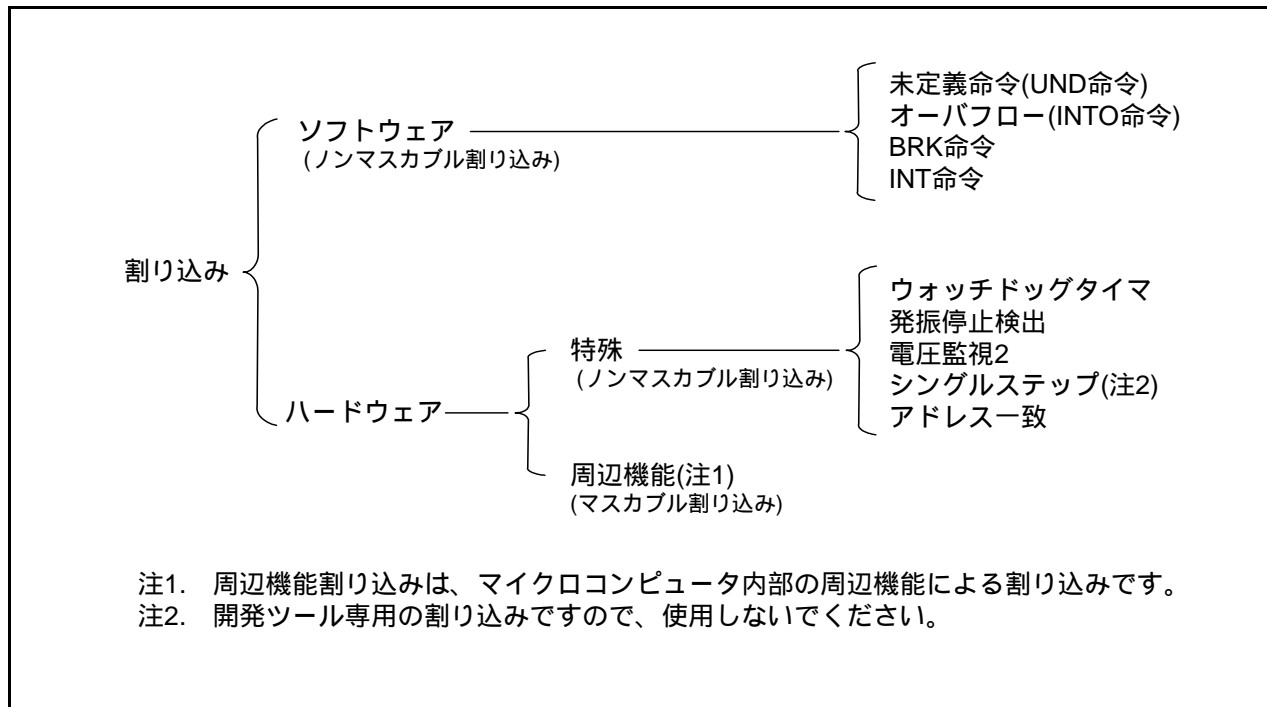 未定義命令(UND命令)
オーバフロー(INTO命令)
BRK命令
INT命令
ソフトウェア
(ノンマスカブル割り込み)
割り込み
ウォッチドッグタイマ
発振停止検出
電圧監視2
シングルステップ(注2)
アドレス一致
特殊
(ノンマスカブル割り込み)
ハードウェア
周辺機能(注1)
(マスカブル割り込み)
注1. 周辺機能割り込みは、マイクロコンピュータ内部の周辺機能による割り込みです。
注2. 開発ツール専用の割り込みですので、使用しないでください。